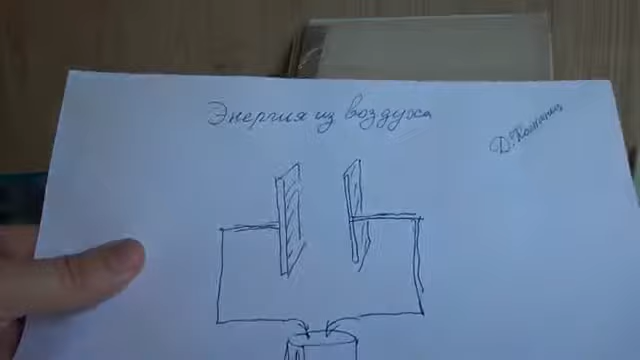 Энергия из воздуха